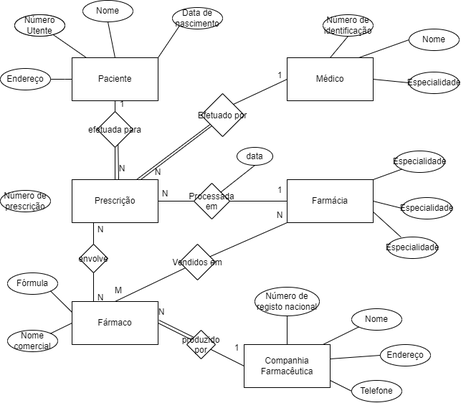 Nome
Número
Utente
Data de
nascimento
Número de
Identificação
Nome
Endereço
Paciente
Médico
Especialidade
1
1
efetuada para
Efetuado por
N
N
data
Especialidade
Número de
prescrição
Prescrição
N
Processada
em
1
Farmácia
Especialidade
N
N
Especialidade
envolve
Vendidos em
Fórmula
N
M
Número de
registo nacional
Fármaco
N
Nome
Nome
comercial
produzido
por
1
Companhia
Farmacêutica
Endereço
Telefone